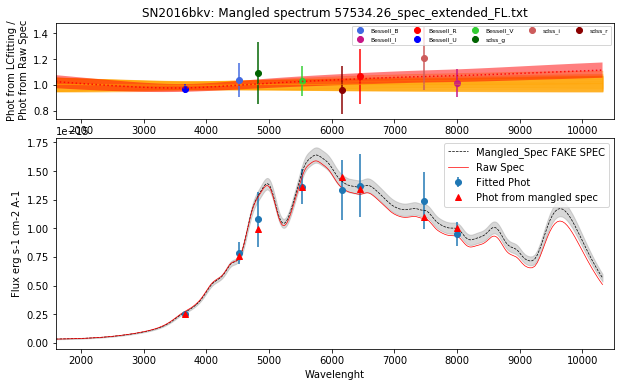 SN2016bkv: Mangled spectrum 57534.26_spec_extended_FL.txt
Phot from LCfitting /
Phot from Raw Spec
1.4
1.2
1.0
0.8
Bessell_B
Bessell_I
Bessell_R
Bessell_U
Bessell_V
sdss_g
sdss_i
sdss_r
2000 3000 4000 5000 6000 7000 8000 9000 10000
Flux erg s-1 cm-2 A-1
1.75
1.50
1.25
1.00
0.75
0.50
0.25
0.00
Mangled_Spec FAKE SPEC
Raw Spec
Fitted Phot
Phot from mangled spec
2000 3000 4000 5000 6000 7000 8000 9000 10000
Wavelenght